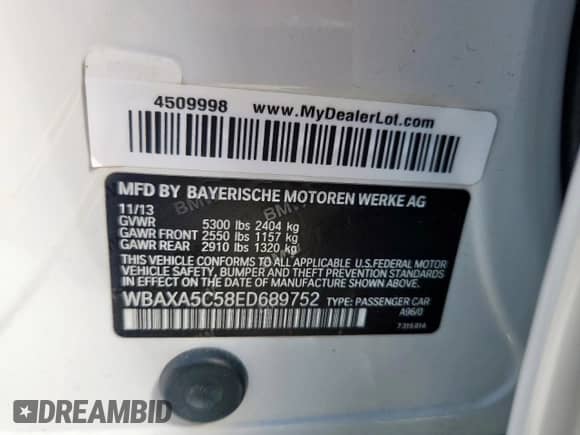 4509998 www.MyDealerLot.com
MFD BY BAYERISCHE MOTOREN WERKE AG
11/13
GVWR 5300 lbs 2404 kg
GAWR FRONT 2550 lbs 1157 kg
GAWR REAR 2910 lbs 1320 kg
THIS VEHICLE CONFORMS TO ALL APPLICABLE U.S.FEDERAL MOTOR
VEHICLE SAFETY, BUMPER AND THEFT PREVENTION STANDARDS
IN EFFECT ON THE DATE OF MANUFACTURE SHOWN ABOVE.
WBAXA5C58ED689752 TYPE: PASSENGER CAR
A96/0
DREAMBID